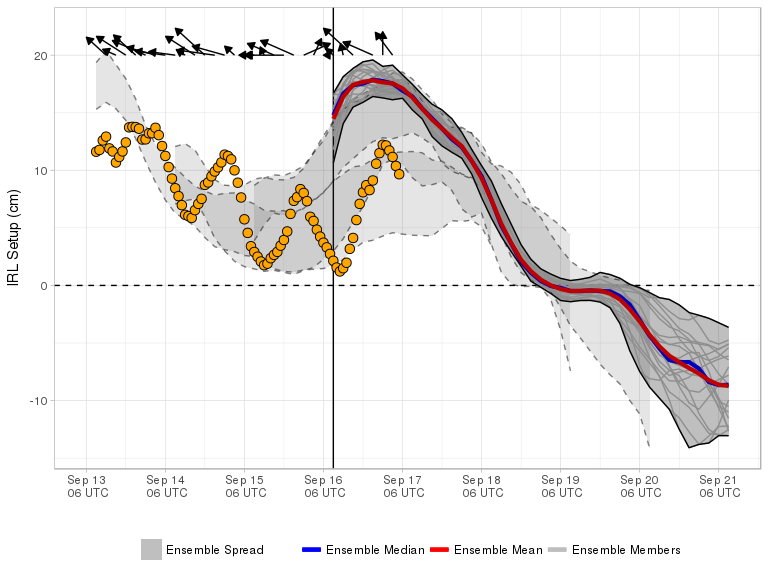 IRL Setup (cm)
20
10
0
-10
Sep 13 Sep 14 Sep 15 Sep 16 Sep 17 Sep 18 Sep 19 Sep 20 Sep 21
06 UTC 06 UTC 06 UTC 06 UTC 06 UTC 06 UTC 06 UTC 06 UTC 06 UTC
Ensemble Spread Ensemble Median Ensemble Mean Ensemble Members